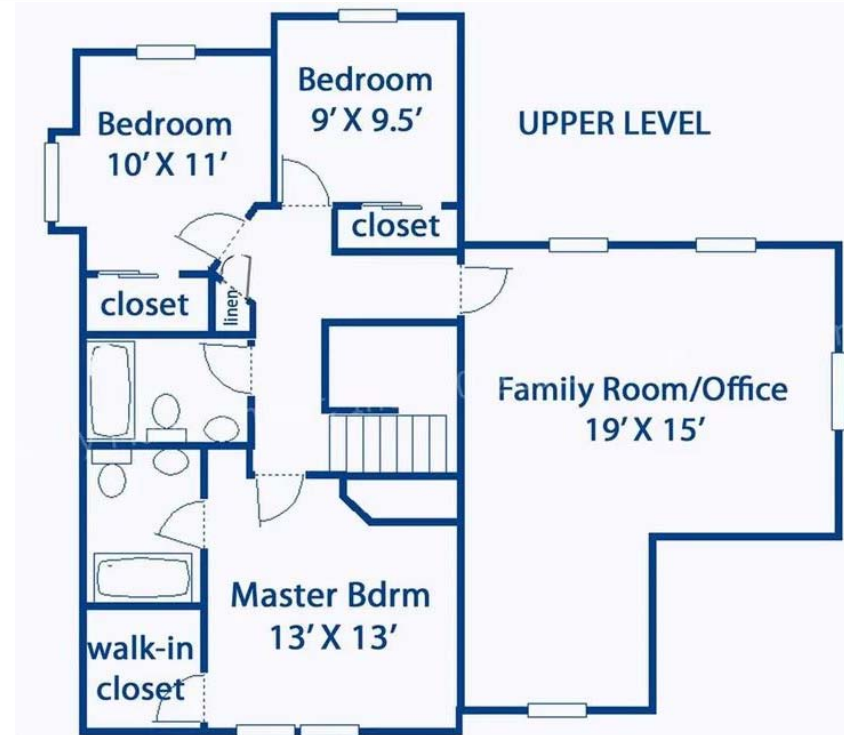 Bedroom
9' X 9.5'
UPPER LEVEL
Bedroom
10' X 11'
closet
closet
linen
Family Room/Office
19' X 15'
Master Bdrm
13' X 13'
walk-in
closet